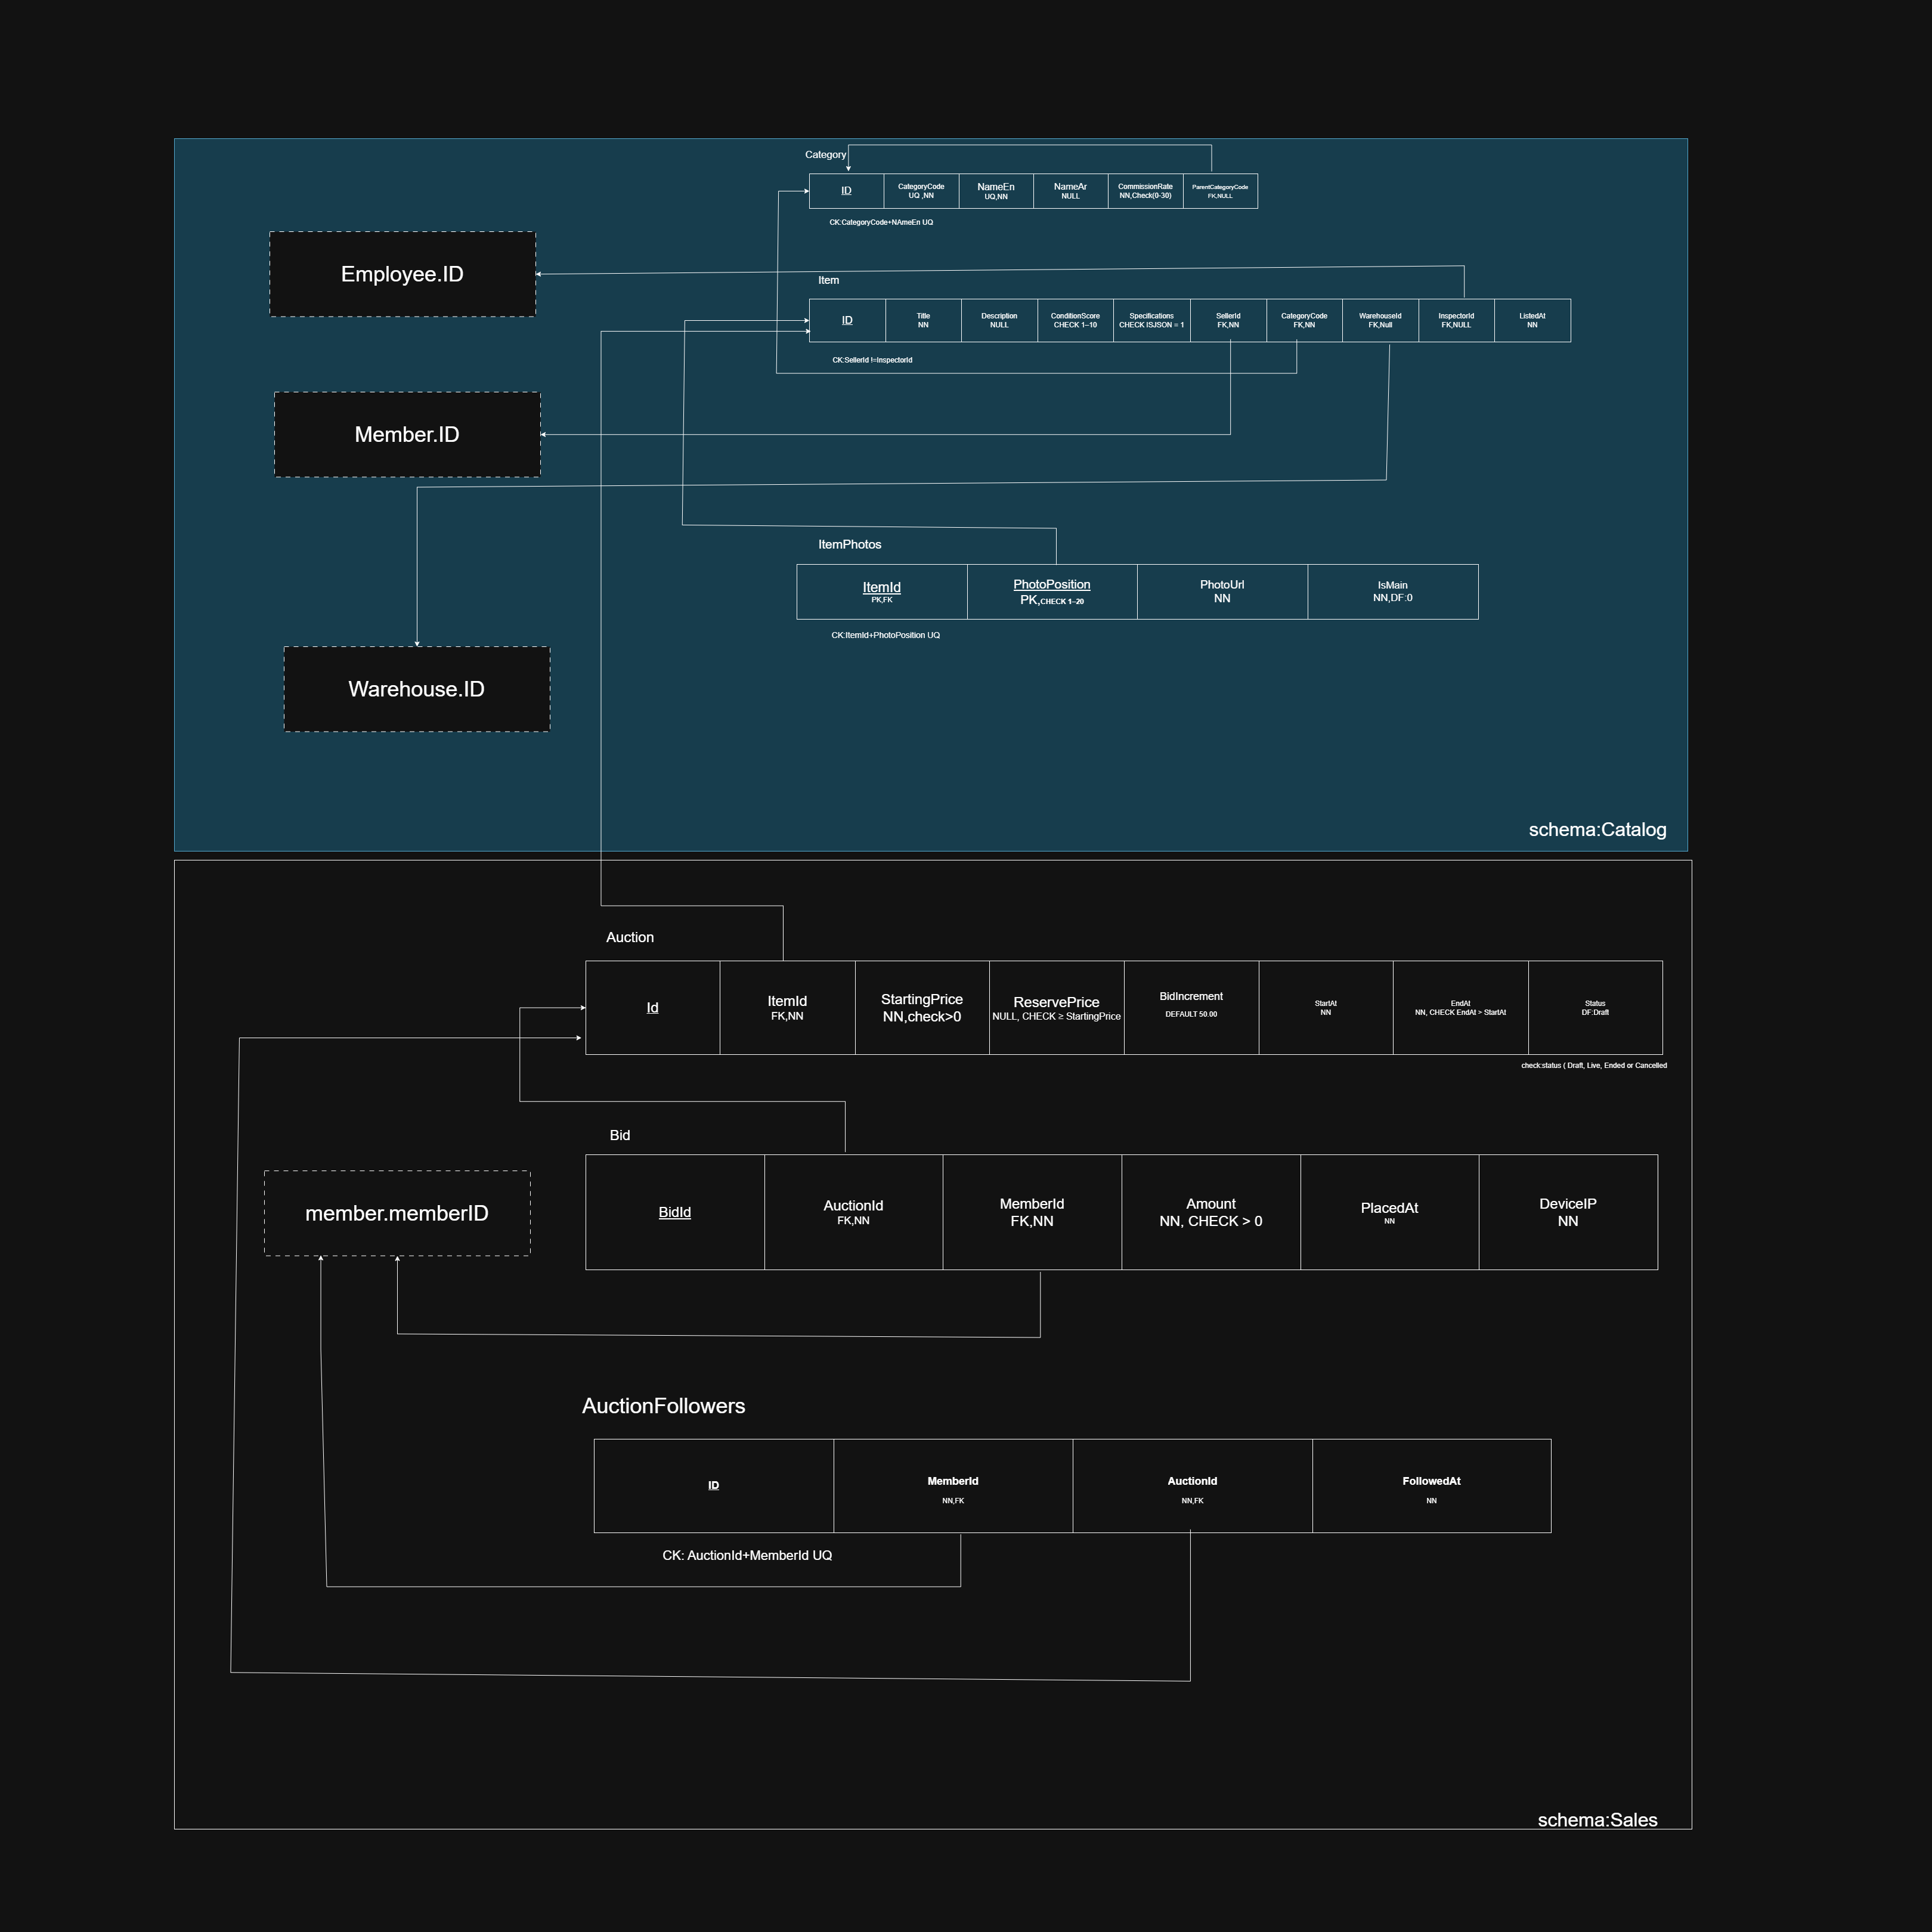 Category
ID
CategoryCode
UQ ,NN
NameEn
UQ,NN
NameAr
NULL
CommissionRate
NN,Check(0-30)
ParentCategoryCode
FK,NULL
CK:CategoryCode+NAmeEn UQ
Employee.ID
Item
ID
Title
NN
Description
NULL
ConditionScore
CHECK 1–10
Specifications
CHECK ISJSON = 1
SellerId
FK,NN
CategoryCode
FK,NN
WarehouseId
FK,Null
InspectorId
FK,NULL
ListedAt
NN
CK:SellerId !=InspectorId
Member.ID
ItemPhotos
ItemId
PK,FK
PhotoPosition
PK,CHECK 1–20
PhotoUrl
NN
IsMain
NN,DF:0
CK:ItemId+PhotoPosition UQ
Warehouse.ID
schema:Catalog
Auction
Id
ItemId
FK,NN
StartingPrice
NN,check>0
ReservePrice
NULL, CHECK ≥ StartingPrice
BidIncrement
DEFAULT 50.00
StartAt
NN
EndAt
NN, CHECK EndAt > StartAt
Status
DF:Draft
check:status ( Draft, Live, Ended or Cancelled
Bid
member.memberID
BidId
AuctionId
FK,NN
MemberId
FK,NN
Amount
NN, CHECK > 0
PlacedAt
NN
DeviceIP
NN
AuctionFollowers
ID
MemberId
NN,FK
AuctionId
NN,FK
FollowedAt
NN
CK: AuctionId+MemberId UQ
schema:Sales